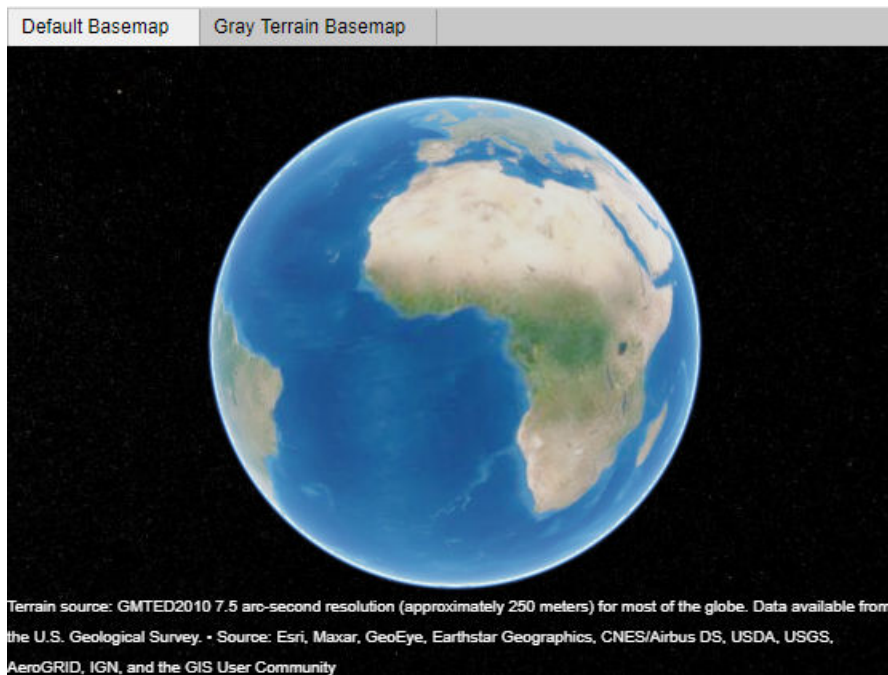 Default Basemap
Gray Terrain Basemap
Terrain source: GMTED2010 7.5 arc-second resolution (approximately 250 meters) for most of the globe. Data available from
the U.S. Geological Survey. • Source: Esri, Maxar, GeoEye, Earthstar Geographics, CNES/Airbus DS, USDA, USGS,
AeroGRID, IGN, and the GIS User Community